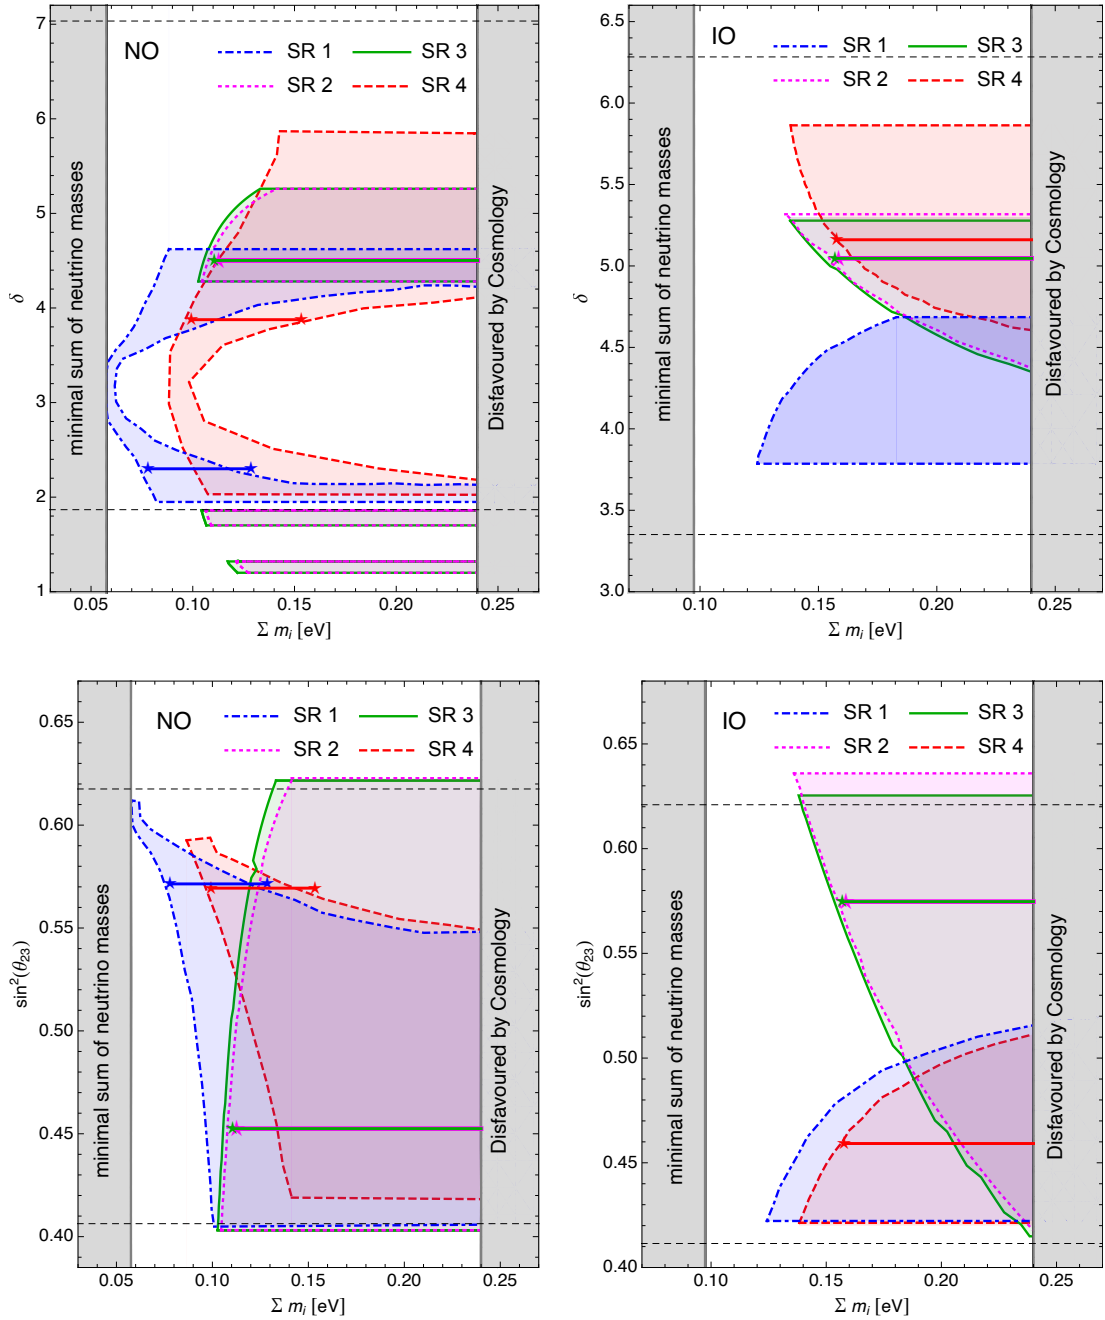 NO
SR 1
SR 3
SR 2
SR 4
minimal sum of neutrino masses
Disfavoured by Cosmology
δ
7
6
5
4
3
2
1
0.05
0.10
0.15
0.20
0.25
Σ mᵢ [eV]
IO
SR 1
SR 3
SR 2
SR 4
minimal sum of neutrino masses
Disfavoured by Cosmology
δ
6.5
6.0
5.5
5.0
4.5
4.0
3.5
3.0
0.10
0.15
0.20
0.25
Σ mᵢ [eV]
NO
SR 1
SR 3
SR 2
SR 4
minimal sum of neutrino masses
Disfavoured by Cosmology
sin²(θ₂₃)
0.65
0.60
0.55
0.50
0.45
0.40
0.05
0.10
0.15
0.20
0.25
Σ mᵢ [eV]
IO
SR 1
SR 3
SR 2
SR 4
minimal sum of neutrino masses
Disfavoured by Cosmology
sin²(θ₂₃)
0.65
0.60
0.55
0.50
0.45
0.40
0.10
0.15
0.20
0.25
Σ mᵢ [eV]